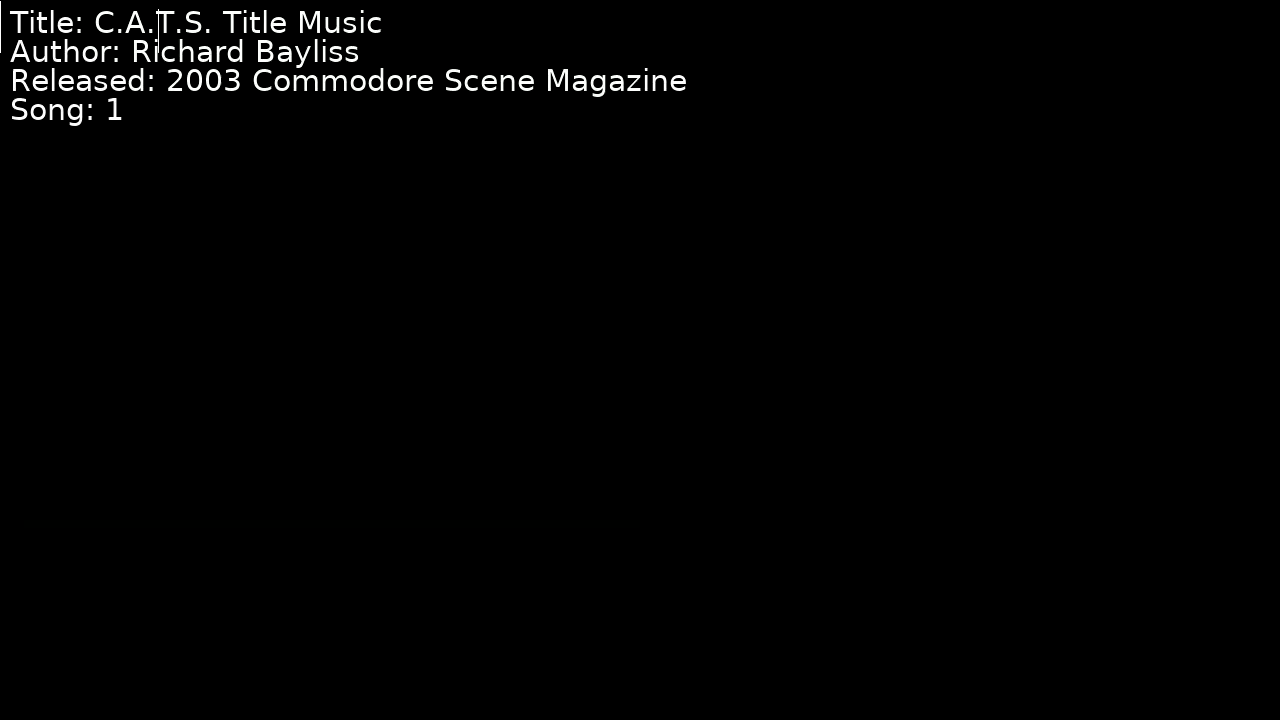 Title: C.A.T.S. Title Music
Author: Richard Bayliss
Released: 2003 Commodore Scene Magazine
Song: 1